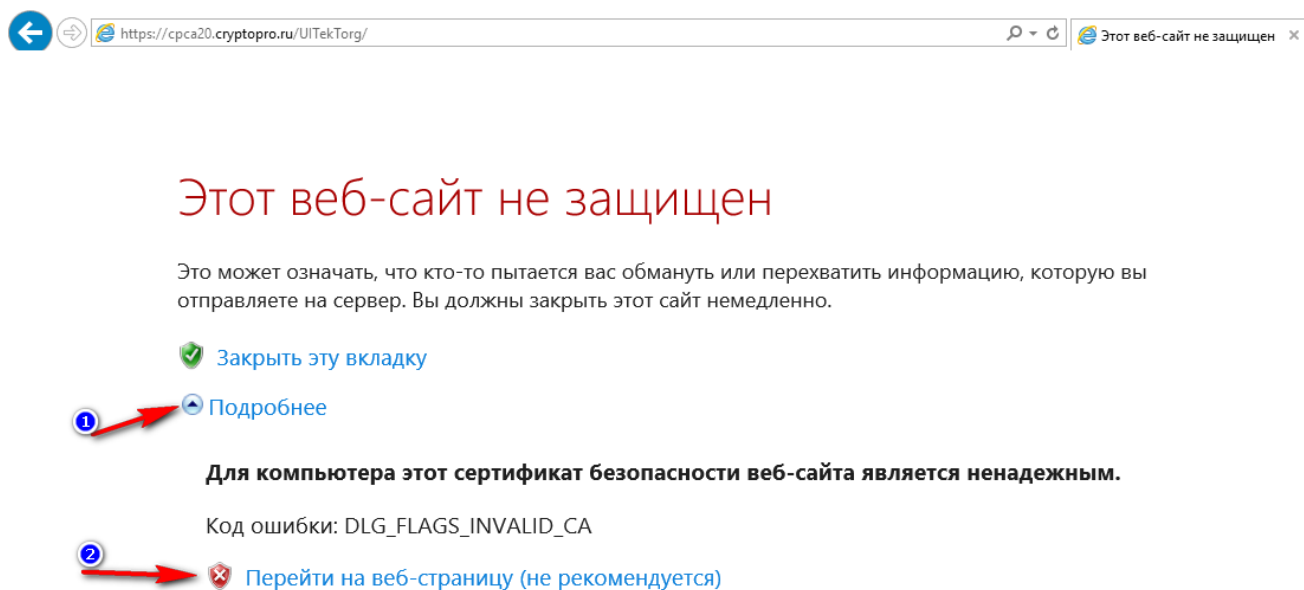 https://cpca20.cryptopro.ru/UITekTorg/
Этот веб-сайт не защищен
Этот веб-сайт не защищен
Это может означать, что кто-то пытается вас обмануть или перехватить информацию, которую вы
отправляете на сервер. Вы должны закрыть этот сайт немедленно.
Закрыть эту вкладку
1
Подробнее
Для компьютера этот сертификат безопасности веб-сайта является ненадежным.
Код ошибки: DLG_FLAGS_INVALID_CA
2
Перейти на веб-страницу (не рекомендуется)